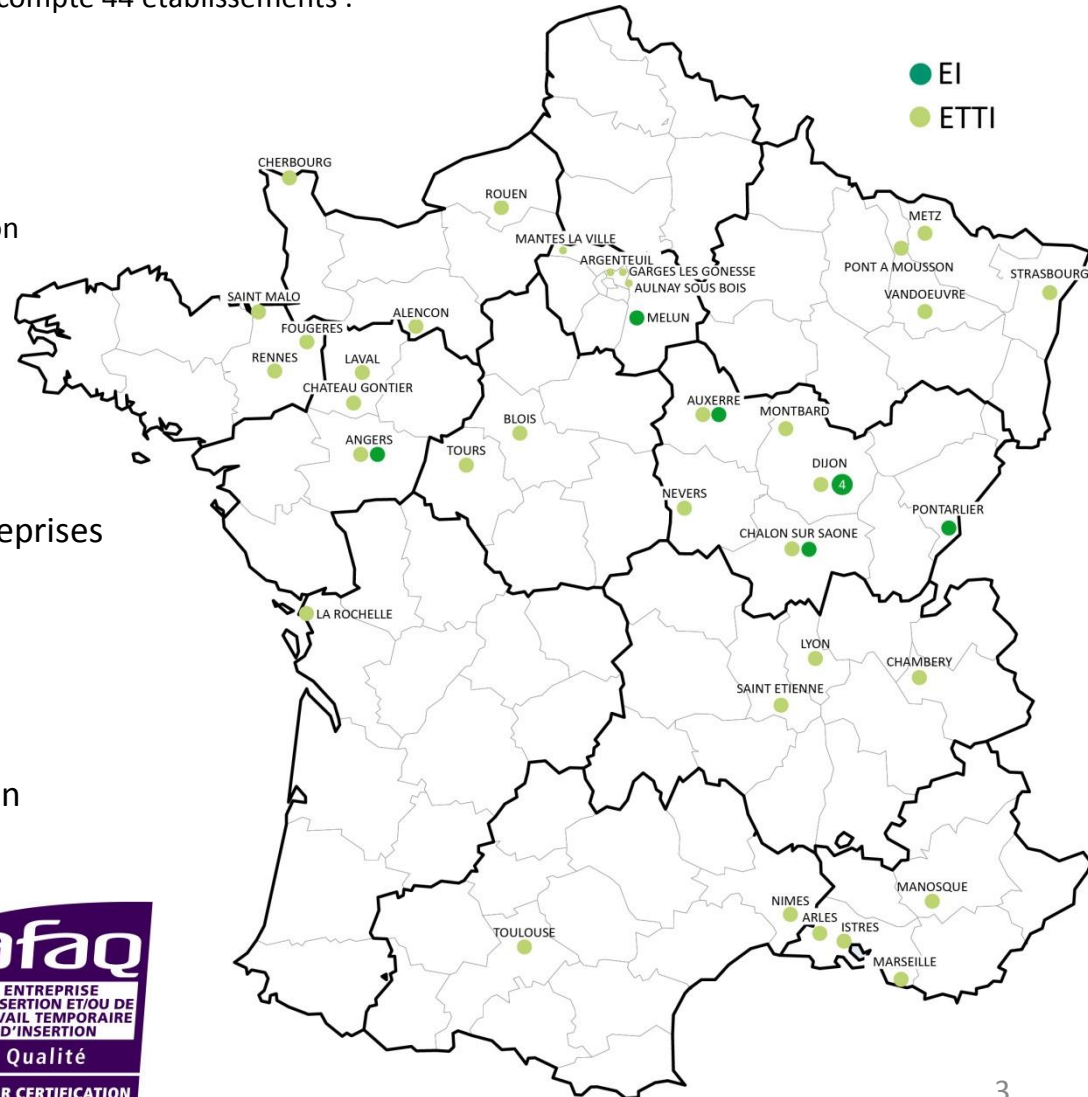 compte 44 établissements :
EI
ETTI
CHERBOURG
ROUEN
METZ
MANTES LA VILLE
ARGENTEUIL
GARGES LES GONESSE
PONT A MOUSSON
STRASBOURG
AULNAY SOUS BOIS
SAINT MALO
VANDOEUVRE
ALENCON
MELUN
FOUGERES
RENNES
LAVAL
CHATEAU GONTIER
AUXERRE
MONTBARD
BLOIS
ANGERS
TOURS
DIJON
4
NEVERS
PONTARLIER
CHALON SUR SAONE
LA ROCHELLE
LYON
CHAMBERY
SAINT ETIENNE
MANOSQUE
NIMES
ARLES
ISTRES
TOULOUSE
MARSEILLE
on
reprises
n
afaq
ENTREPRISE
SERTION ET/OU DE
VAIL TEMPORAIRE
D'INSERTION
Qualité
R CERTIFICATION
3